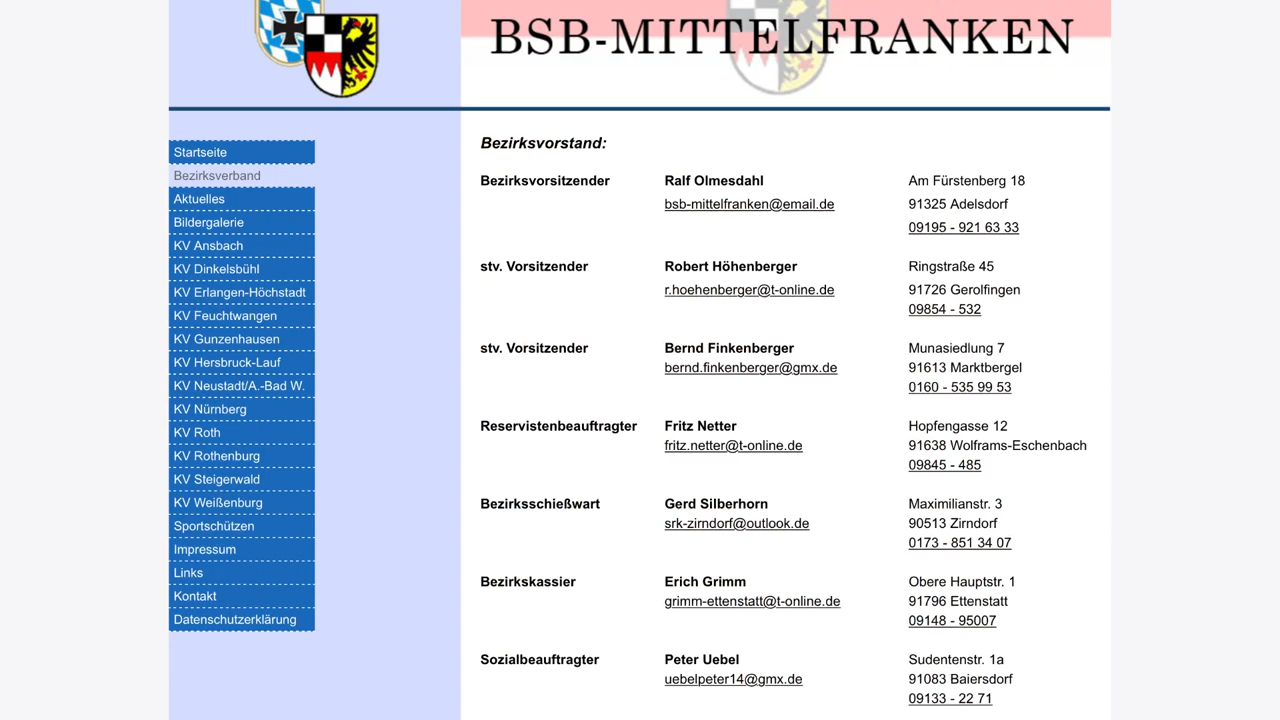 BSB-MITTELFRANKEN
Startseite
Bezirksverband
Aktuelles
Bildergalerie
KV Ansbach
KV Dinkelsbühl
KV Erlangen-Höchstadt
KV Feuchtwangen
KV Gunzenhausen
KV Hersbruck-Lauf
KV Neustadt/A.-Bad W.
KV Nürnberg
KV Roth
KV Rothenburg
KV Steigerwald
KV Weißenburg
Sportschützen
Impressum
Links
Kontakt
Datenschutzerklärung
Bezirksvorstand:
Bezirksvorsitzender Ralf Olmesdahl Am Fürstenberg 18
bsb-mittelfranken@email.de 91325 Adelsdorf
09195 - 921 63 33
stv. Vorsitzender Robert Höhenberger Ringstraße 45
r.hoehenberger@t-online.de 91726 Gerolfingen
09854 - 532
stv. Vorsitzender Bernd Finkenberger Munasiedlung 7
bernd.finkenberger@gmx.de 91613 Marktbergel
0160 - 535 99 53
Reservistenbeauftragter Fritz Netter Hopfengasse 12
fritz.netter@t-online.de 91638 Wolframs-Eschenbach
09845 - 485
Bezirksschießwart Gerd Silberhorn Maximilianstr. 3
srk-zirndorf@outlook.de 90513 Zirndorf
0173 - 851 34 07
Bezirkskassier Erich Grimm Obere Hauptstr. 1
grimm-ettenstatt@t-online.de 91796 Ettenstatt
09148 - 95007
Sozialbeauftragter Peter Uebel Sudentenstr. 1a
uebelpeter14@gmx.de 91083 Baiersdorf
09133 - 22 71